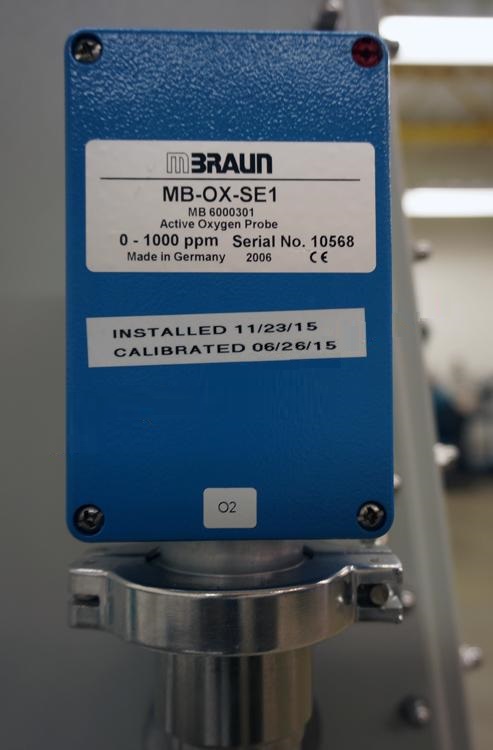 mBRAUN
MB-OX-SE1
MB 6000301
Active Oxygen Probe
0 - 1000 ppm Serial No. 10568
Made in Germany 2006 CE
INSTALLED 11/23/15
CALIBRATED 06/26/15
O2